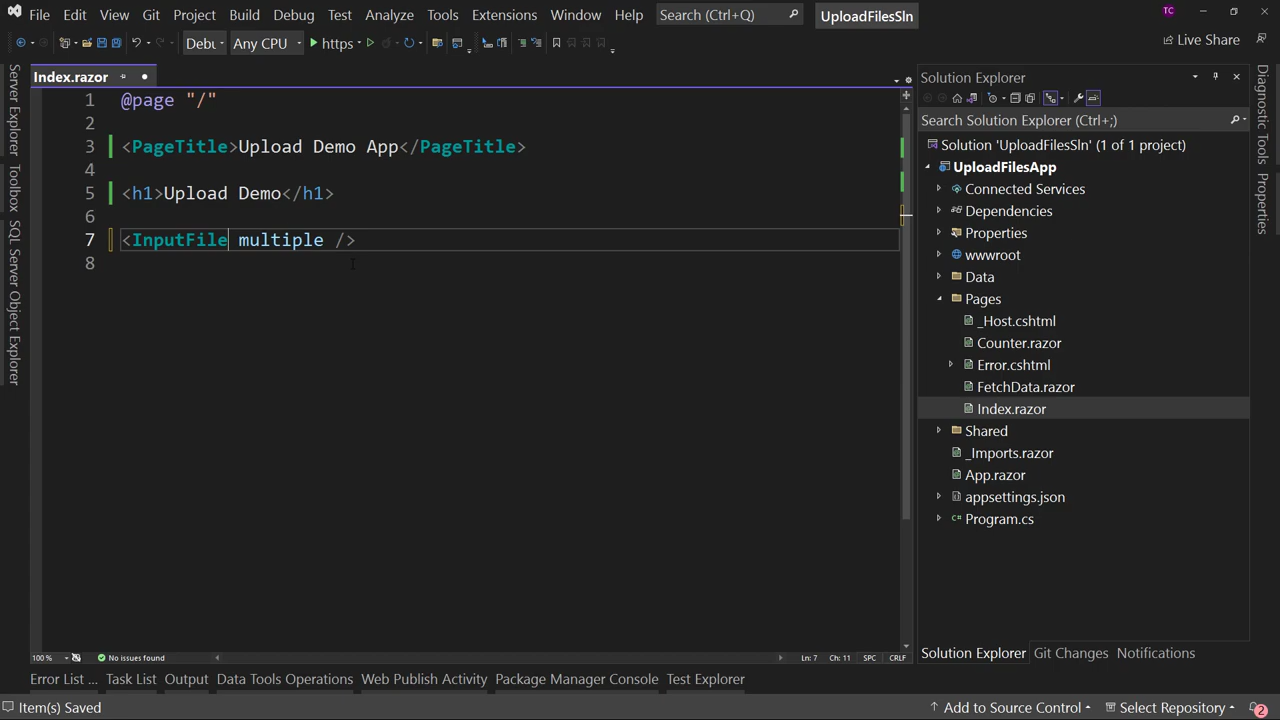 File Edit View Git Project Build Debug Test Analyze Tools Extensions Window Help Search (Ctrl+Q) UploadFilesSln TC
Debu Any CPU https Live Share
Index.razor
Solution Explorer
Search Solution Explorer (Ctrl+;)
Solution 'UploadFilesSln' (1 of 1 project)
UploadFilesApp
Connected Services
Dependencies
Properties
wwwroot
Data
Pages
_Host.cshtml
Counter.razor
Error.cshtml
FetchData.razor
Index.razor
Shared
_Imports.razor
App.razor
appsettings.json
Program.cs
1 @page "/"
2
3 <PageTitle>Upload Demo App</PageTitle>
4
5 <h1>Upload Demo</h1>
6
7 <InputFile multiple />
8
Server Explorer
Toolbox
SQL Server Object Explorer
Diagnostic Tools
Properties
100 % No issues found Ln: 7 Ch: 11 SPC CRLF
Solution Explorer Git Changes Notifications
Error List ... Task List Output Data Tools Operations Web Publish Activity Package Manager Console Test Explorer
Item(s) Saved Add to Source Control Select Repository 2